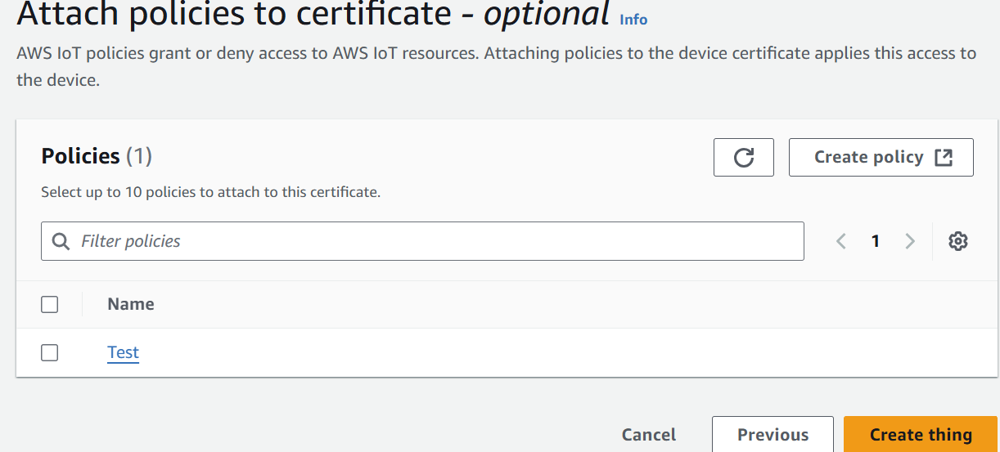 Attach policies to certificate - optional Info
AWS IoT policies grant or deny access to AWS IoT resources. Attaching policies to the device certificate applies this access to
the device.
Policies (1)
Create policy
Select up to 10 policies to attach to this certificate.
Filter policies
1
Name
Test
Cancel Previous Create thing